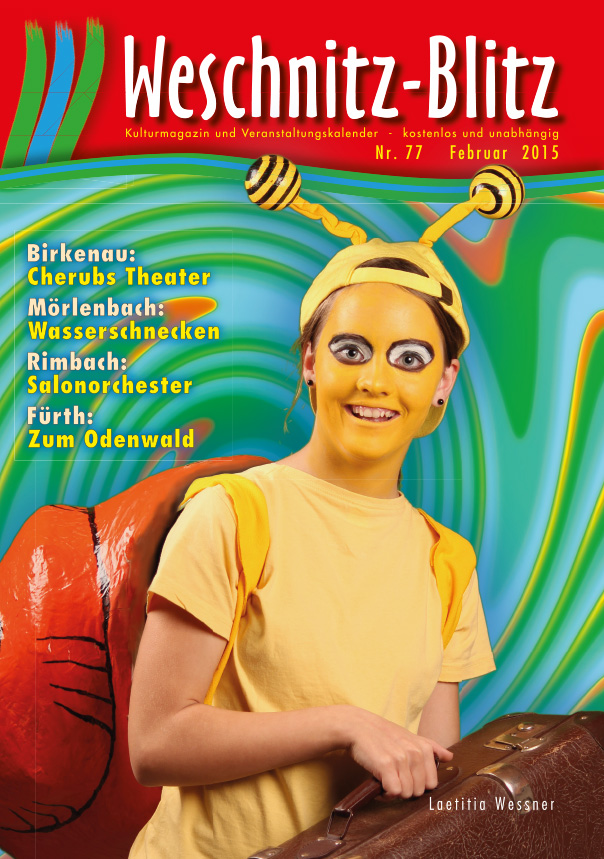 Weschnitz-Blitz
Kulturmagazin und Veranstaltungskalender - kostenlos und unabhängig
Nr. 77 Februar 2015
Birkenau:
Cherubs Theater
Mörlenbach:
Wasserschnecken
Rimbach:
Salonorchester
Fürth:
Zum Odenwald
Laetitia Wessner